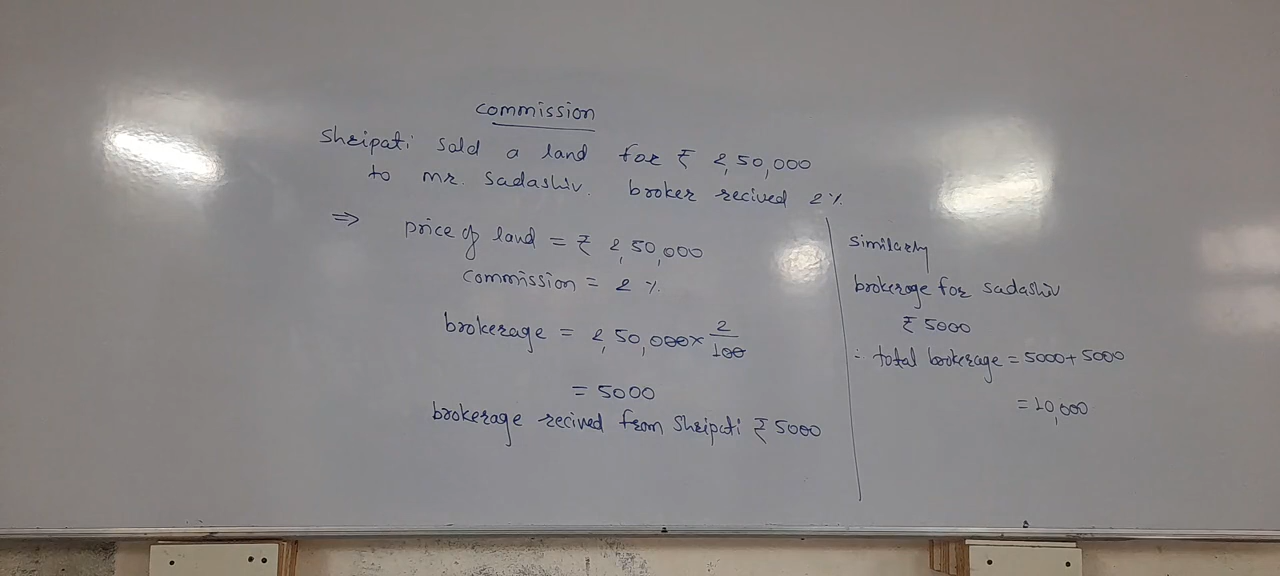 commission
Shripati sold a land for ₹ 2,50,000
to mr. sadashiv. broker recived 2%.
⇒ price of land = ₹ 2,50,000
commission = 2 %.
brokerage = 2,50,000 × 2/100
= 5000
brokerage recived from Shripati ₹ 5000
similarly
brokerage for sadashiv
₹ 5000
∴ total brokerage = 5000 + 5000
= 10,000